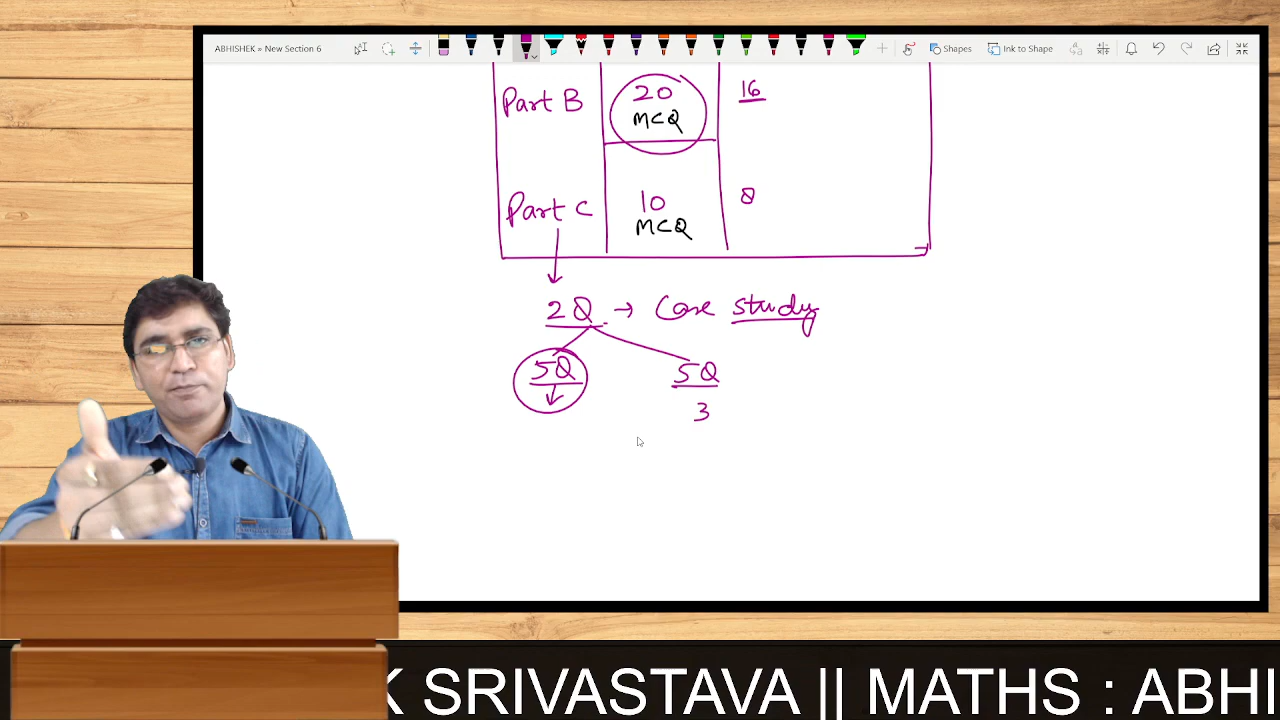 ABHISHEK » New Section 6
Shapes
Ink to Shape
Part B 20 16
MCQ
Part C 10 8
MCQ
2Q → Case study
5Q 5Q
3
K SRIVASTAVA || MATHS : ABHI